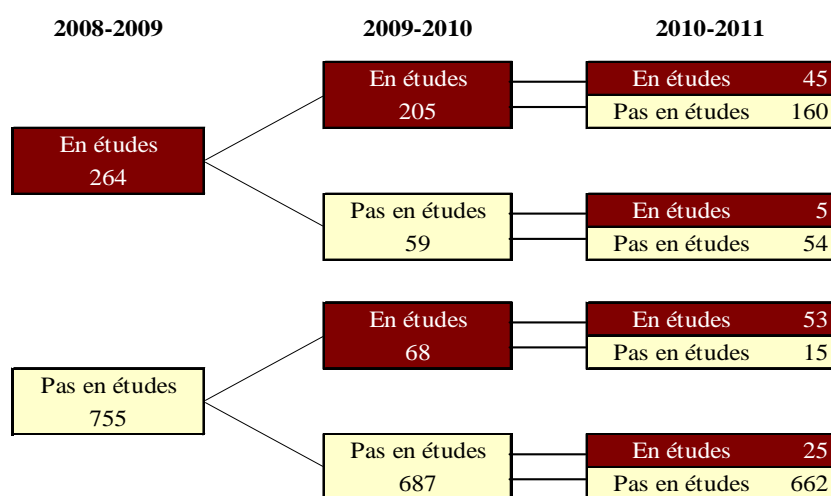 2008-2009 2009-2010 2010-2011
En études
205
En études 45
Pas en études 160
En études
264
Pas en études
59
En études 5
Pas en études 54
En études
68
En études 53
Pas en études 15
Pas en études
755
Pas en études
687
En études 25
Pas en études 662